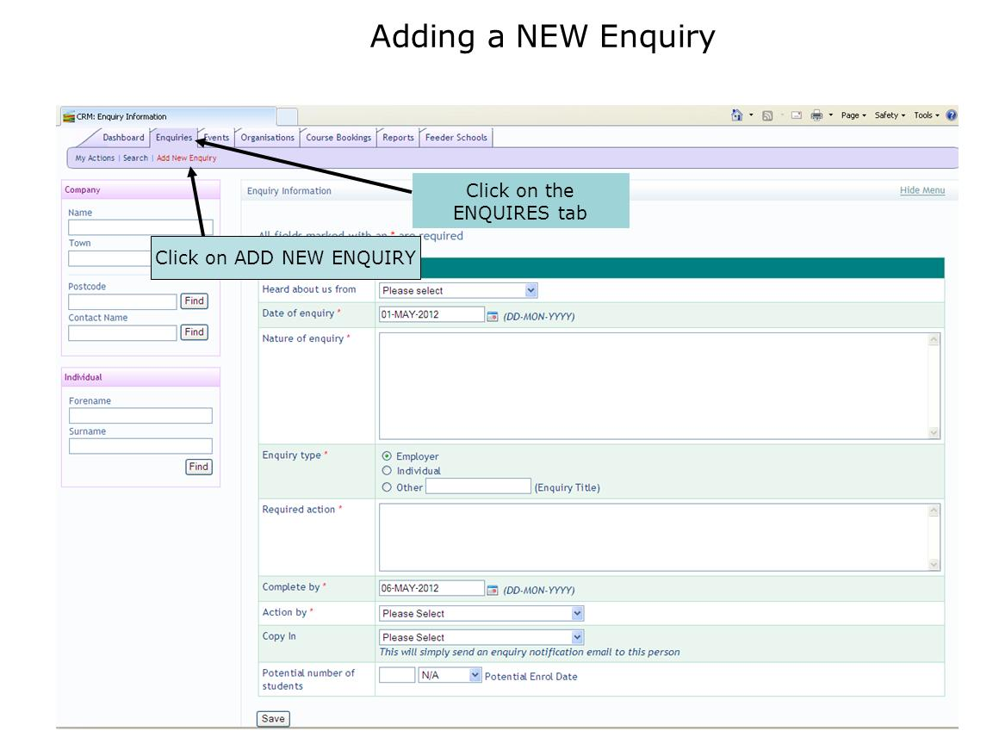 Adding a NEW Enquiry
CRM: Enquiry Information
Page Safety Tools
Dashboard Enquiries Events Organisations Course Bookings Reports Feeder Schools
My Actions | Search | Add New Enquiry
Click on the
ENQUIRES tab
Click on ADD NEW ENQUIRY
Company
Name
Town
Postcode
Find
Contact Name
Find
Individual
Forename
Surname
Find
Enquiry Information
Hide Menu
All fields marked with an * are required
Heard about us from Please select
Date of enquiry * 01-MAY-2012 (DD-MON-YYYY)
Nature of enquiry *
Enquiry type * Employer
Individual
Other (Enquiry Title)
Required action *
Complete by * 06-MAY-2012 (DD-MON-YYYY)
Action by * Please Select
Copy In Please Select
This will simply send an enquiry notification email to this person
Potential number of
students
N/A Potential Enrol Date
Save